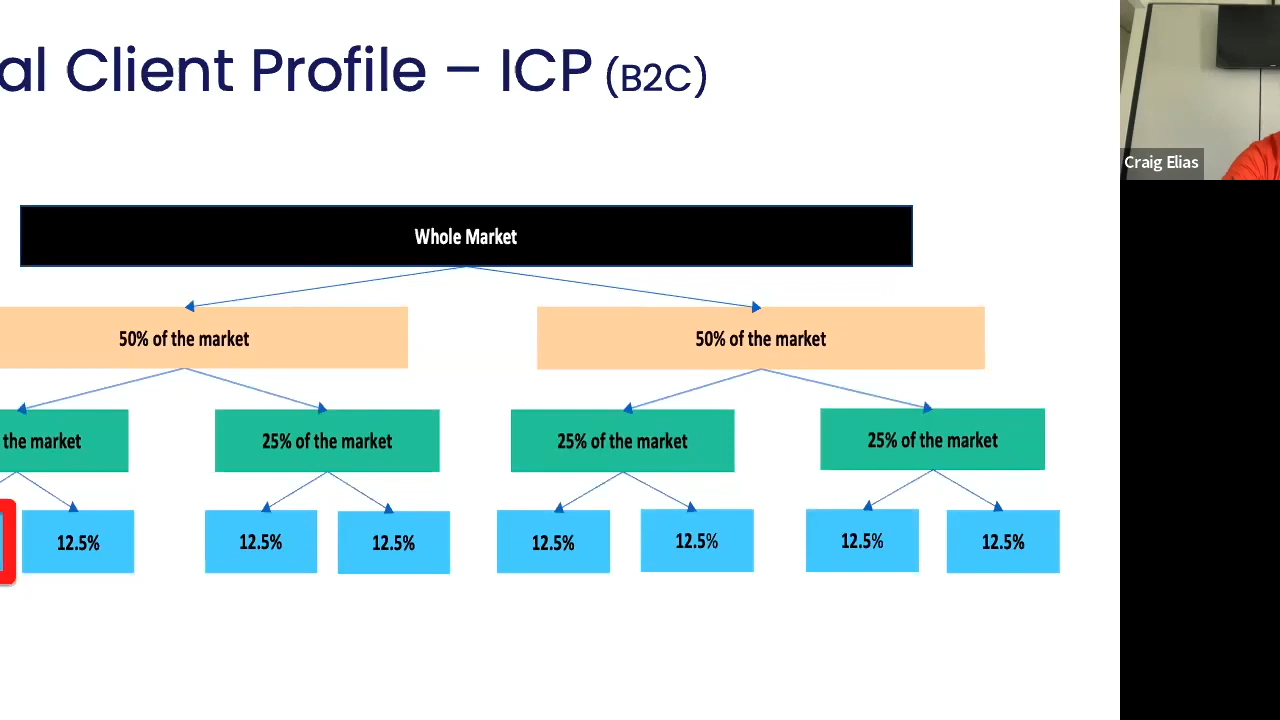 al Client Profile – ICP (B2C)
Craig Elias
Whole Market
50% of the market
50% of the market
the market
25% of the market
25% of the market
25% of the market
12.5%
12.5%
12.5%
12.5%
12.5%
12.5%
12.5%